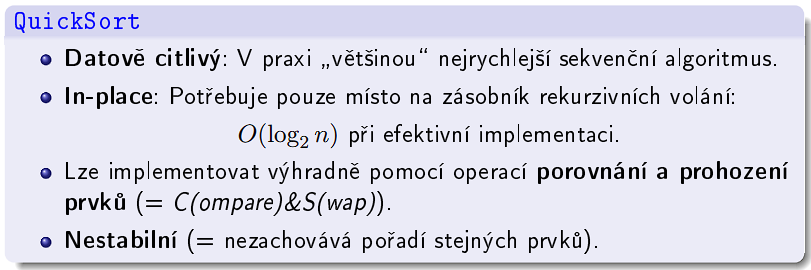 QuickSort
Datově citlivý: V praxi „většinou“ nejrychlejší sekvenční algoritmus.
In-place: Potřebuje pouze místo na zásobník rekurzivních volání:
O(log₂ n) při efektivní implementaci.
Lze implementovat výhradně pomocí operací porovnání a prohození
prvků (= C(ompare)&S(wap)).
Nestabilní (= nezachovává pořadí stejných prvků).